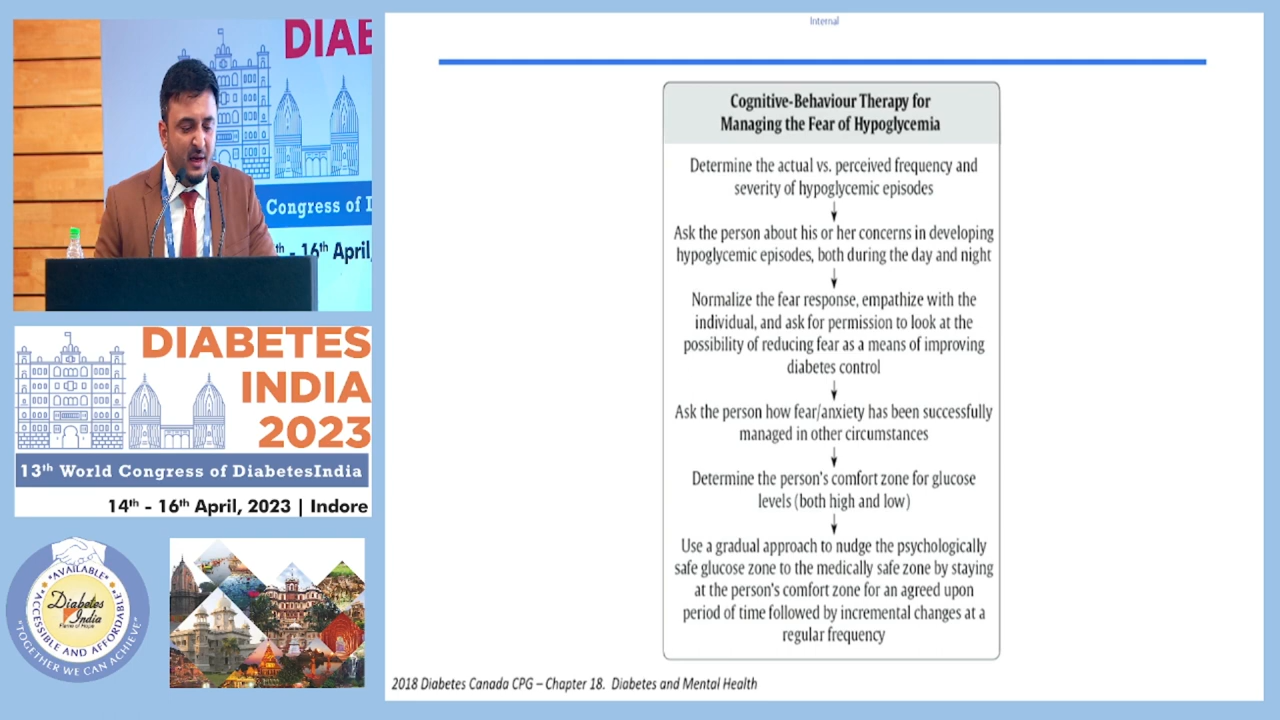 DIAB
Congress of I
th - 16th April,
DIABETES
INDIA
2023
13th World Congress of DiabetesIndia
14th - 16th April, 2023 | Indore
"AVAILABLE"
"ACCESSIBLE AND AFFORDABLE"
Diabetes
India
"TOGETHER WE CAN ACHIEVE"
Internal
Cognitive-Behaviour Therapy for
Managing the Fear of Hypoglycemia
Determine the actual vs. perceived frequency and
severity of hypoglycemic episodes
Ask the person about his or her concerns in developing
hypoglycemic episodes, both during the day and night
Normalize the fear response, empathize with the
individual, and ask for permission to look at the
possibility of reducing fear as a means of improving
diabetes control
Ask the person how fear/anxiety has been successfully
managed in other circumstances
Determine the person's comfort zone for glucose
levels (both high and low)
Use a gradual approach to nudge the psychologically
safe glucose zone to the medically safe zone by staying
at the person's comfort zone for an agreed upon
period of time followed by incremental changes at a
regular frequency
2018 Diabetes Canada CPG – Chapter 18. Diabetes and Mental Health